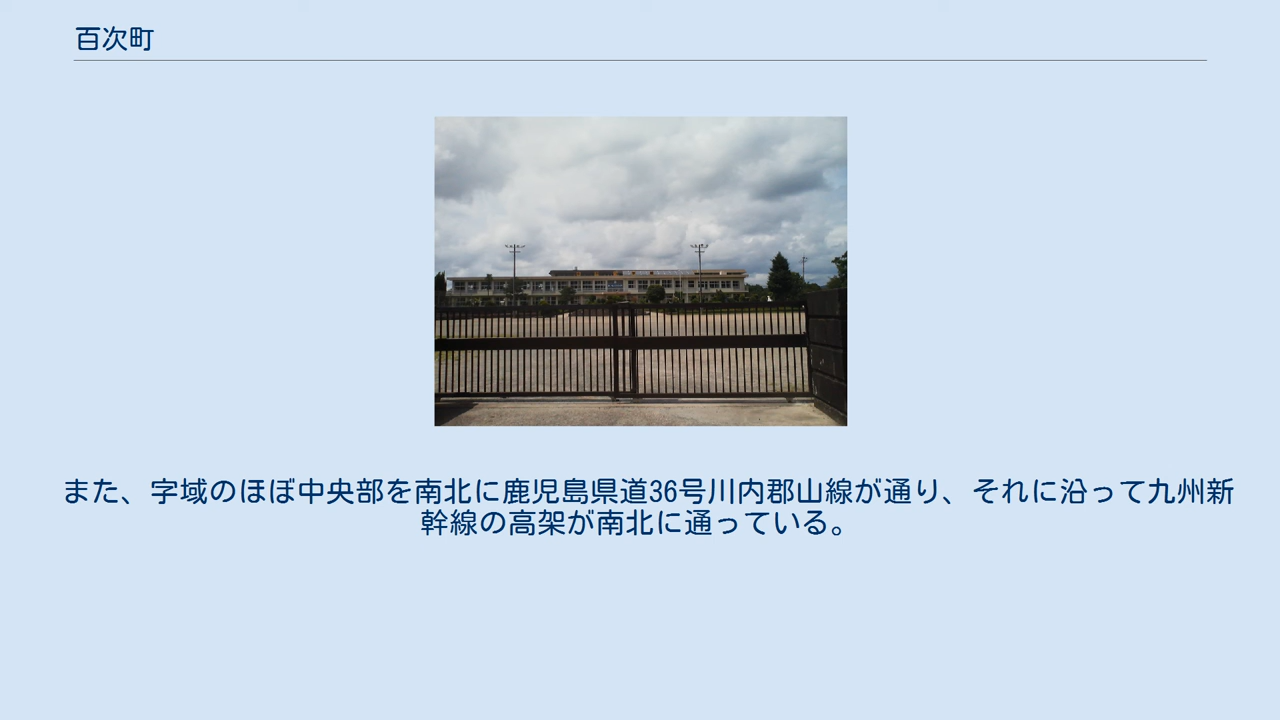 百次町
また、字域のほぼ中央部を南北に鹿児島県道36号川内郡山線が通り、それに沿って九州新
幹線の高架が南北に通っている。